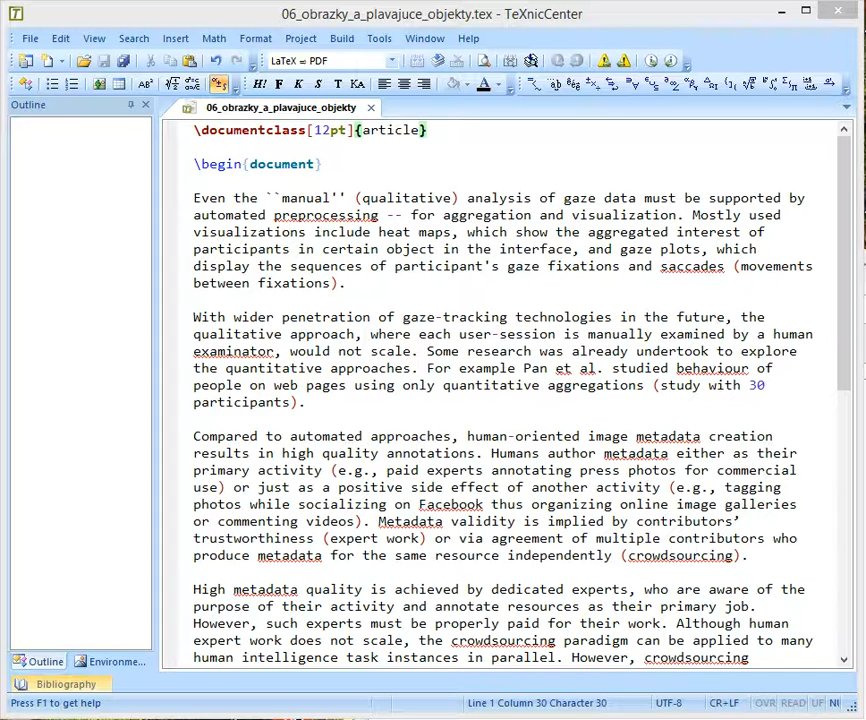 06_obrazky_a_plavajuce_objekty.tex - TeXnicCenter
File Edit View Search Insert Math Format Project Build Tools Window Help
LaTeX ⇒ PDF
H! F K S T KA
Outline
06_obrazky_a_plavajuce_objekty
\documentclass[12pt]{article}
\begin{document}
Even the ``manual'' (qualitative) analysis of gaze data must be supported by
automated preprocessing -- for aggregation and visualization. Mostly used
visualizations include heat maps, which show the aggregated interest of
participants in certain object in the interface, and gaze plots, which
display the sequences of participant's gaze fixations and saccades (movements
between fixations).
With wider penetration of gaze-tracking technologies in the future, the
qualitative approach, where each user-session is manually examined by a human
examinator, would not scale. Some research was already undertook to explore
the quantitative approaches. For example Pan et al. studied behaviour of
people on web pages using only quantitative aggregations (study with 30
participants).
Compared to automated approaches, human-oriented image metadata creation
results in high quality annotations. Humans author metadata either as their
primary activity (e.g., paid experts annotating press photos for commercial
use) or just as a positive side effect of another activity (e.g., tagging
photos while socializing on Facebook thus organizing online image galleries
or commenting videos). Metadata validity is implied by contributors’
trustworthiness (expert work) or via agreement of multiple contributors who
produce metadata for the same resource independently (crowdsourcing).
High metadata quality is achieved by dedicated experts, who are aware of the
purpose of their activity and annotate resources as their primary job.
However, such experts must be properly paid for their work. Although human
expert work does not scale, the crowdsourcing paradigm can be applied to many
human intelligence task instances in parallel. However, crowdsourcing
Outline Environme...
Bibliography
Press F1 to get help Line 1 Column 30 Character 30 UTF-8 CR+LF OVR READ UF